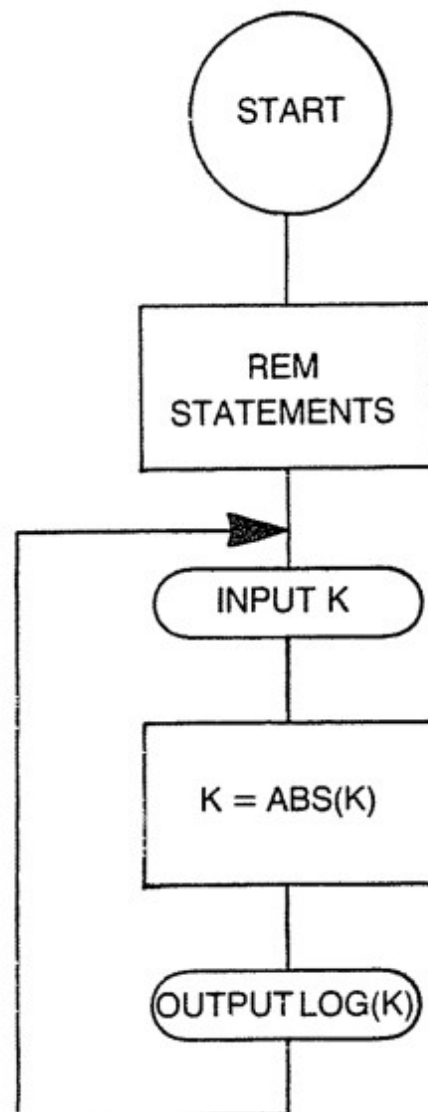 START
REM
STATEMENTS
INPUT K
K = ABS(K)
OUTPUT LOG(K)